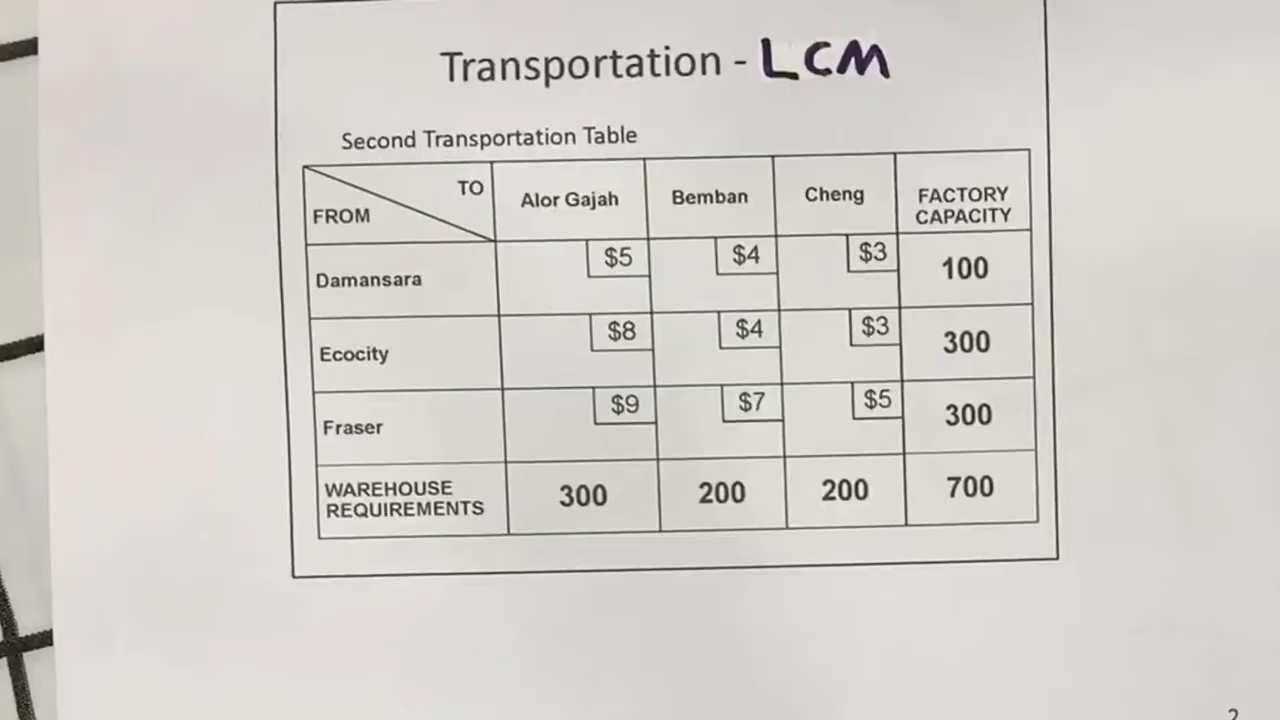 Transportation - LCM
Second Transportation Table
TO
FROM
Alor Gajah
Bemban
Cheng
FACTORY
CAPACITY
Damansara
$5
$4
$3
100
Ecocity
$8
$4
$3
300
Fraser
$9
$7
$5
300
WAREHOUSE
REQUIREMENTS
300
200
200
700
2